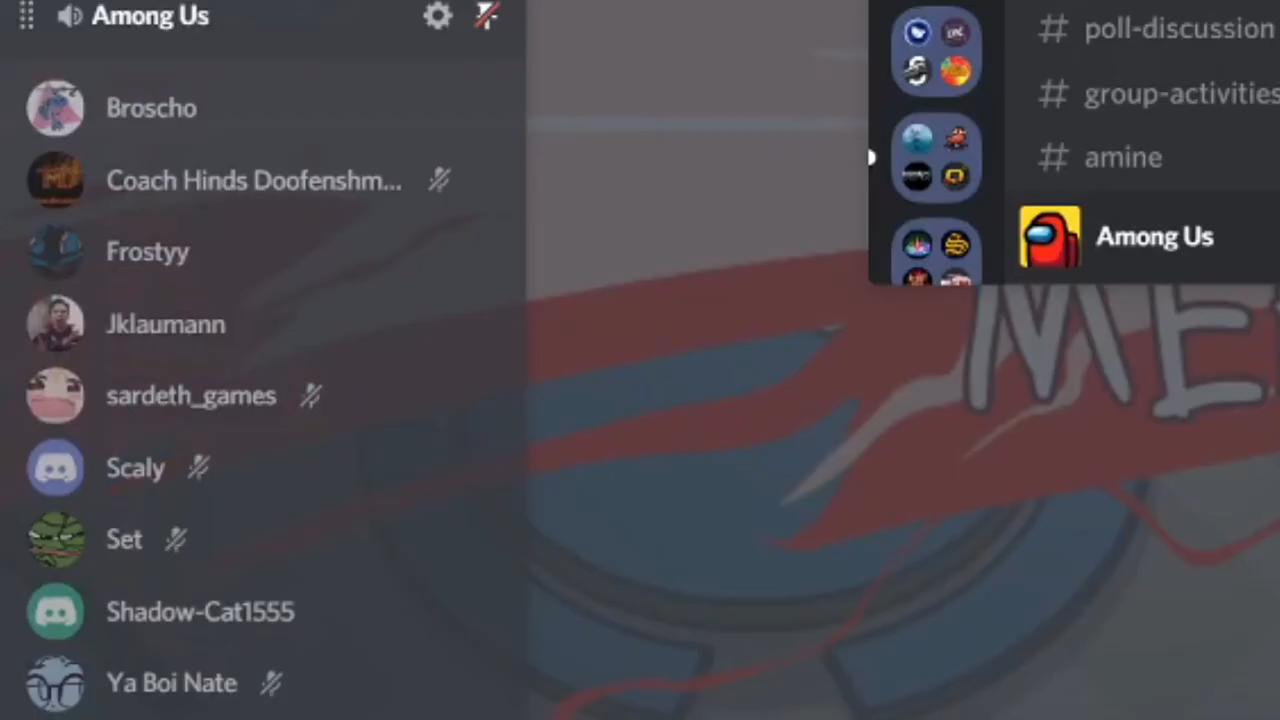 Among Us
Broscho
Coach Hinds Doofenshm...
Frostyy
Jklaumann
sardeth_games
Scaly
Set
Shadow-Cat1555
Ya Boi Nate
# poll-discussion
# group-activities
# amine
Among Us
ME